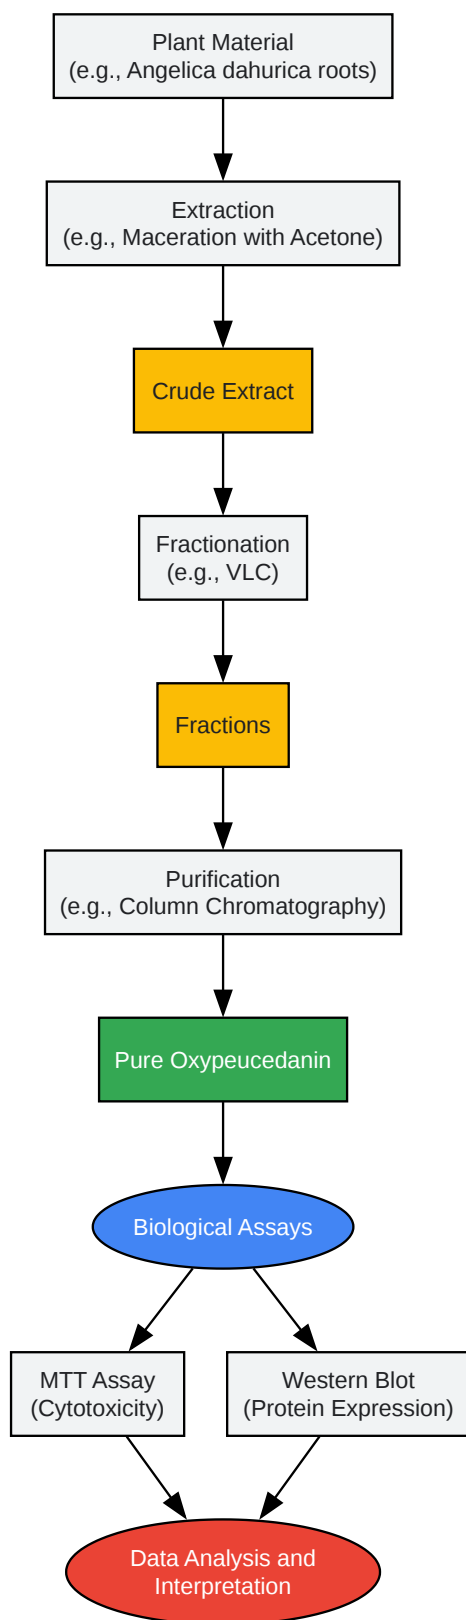 Plant Material
(e.g., Angelica dahurica roots)
Extraction
(e.g., Maceration with Acetone)
Crude Extract
Fractionation
(e.g., VLC)
Fractions
Purification
(e.g., Column Chromatography)
Pure Oxypeucedanin
Biological Assays
MTT Assay
(Cytotoxicity)
Western Blot
(Protein Expression)
Data Analysis and
Interpretation